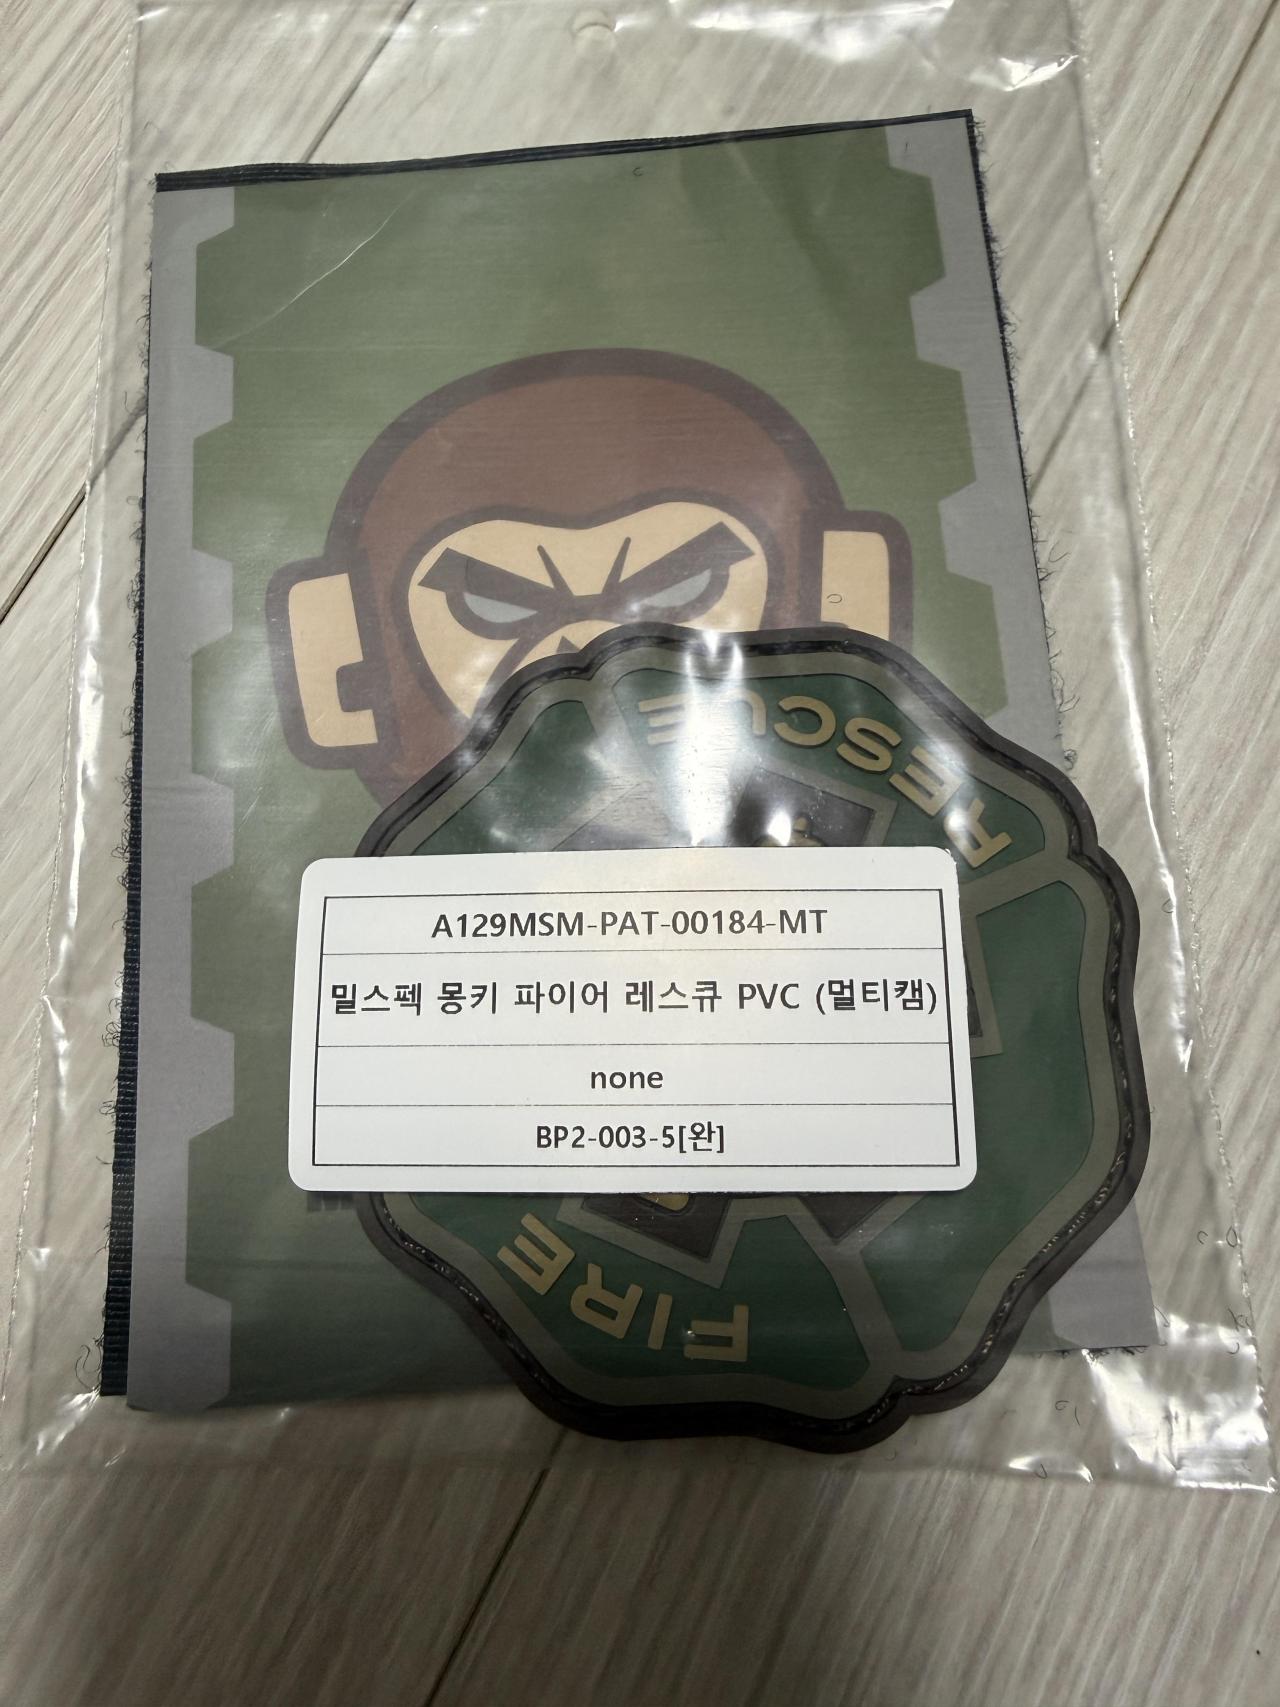 RESCUE
A129MSM-PAT-00184-MT
밀스펙 몽키 파이어 레스큐 PVC (멀티캠)
none
BP2-003-5[완]
FIRE